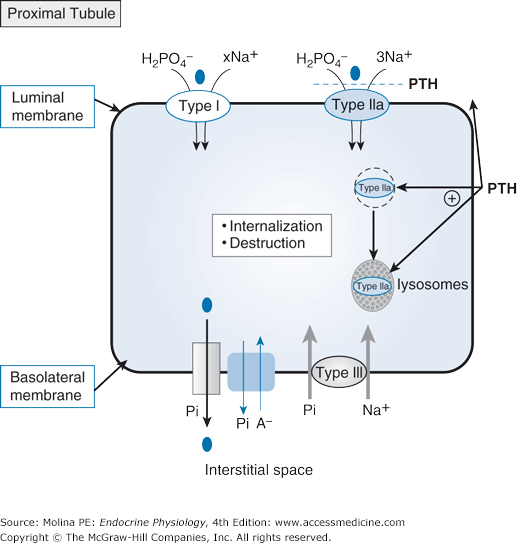 Proximal Tubule
H₂PO₄⁻ xNa⁺
H₂PO₄⁻ 3Na⁺
PTH
Luminal
membrane
Type I
Type IIa
Type IIa
+
PTH
• Internalization
• Destruction
Type IIa
lysosomes
Basolateral
membrane
Type III
Pi
Pi A⁻
Pi
Na⁺
Interstitial space
Source: Molina PE: Endocrine Physiology, 4th Edition: www.accessmedicine.com
Copyright © The McGraw-Hill Companies, Inc. All rights reserved.